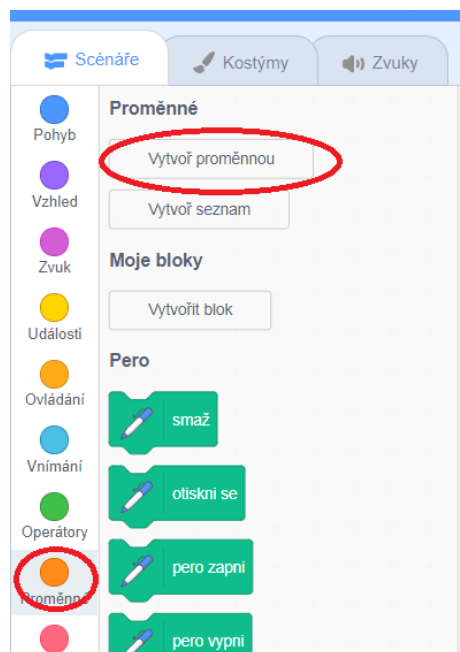 Scénáře
Kostýmy
Zvuky
Pohyb
Vzhled
Zvuk
Události
Ovládání
Vnímání
Operátory
Proměnné
Proměnné
Vytvoř proměnnou
Vytvoř seznam
Moje bloky
Vytvořit blok
Pero
smaž
otiskni se
pero zapni
pero vypni